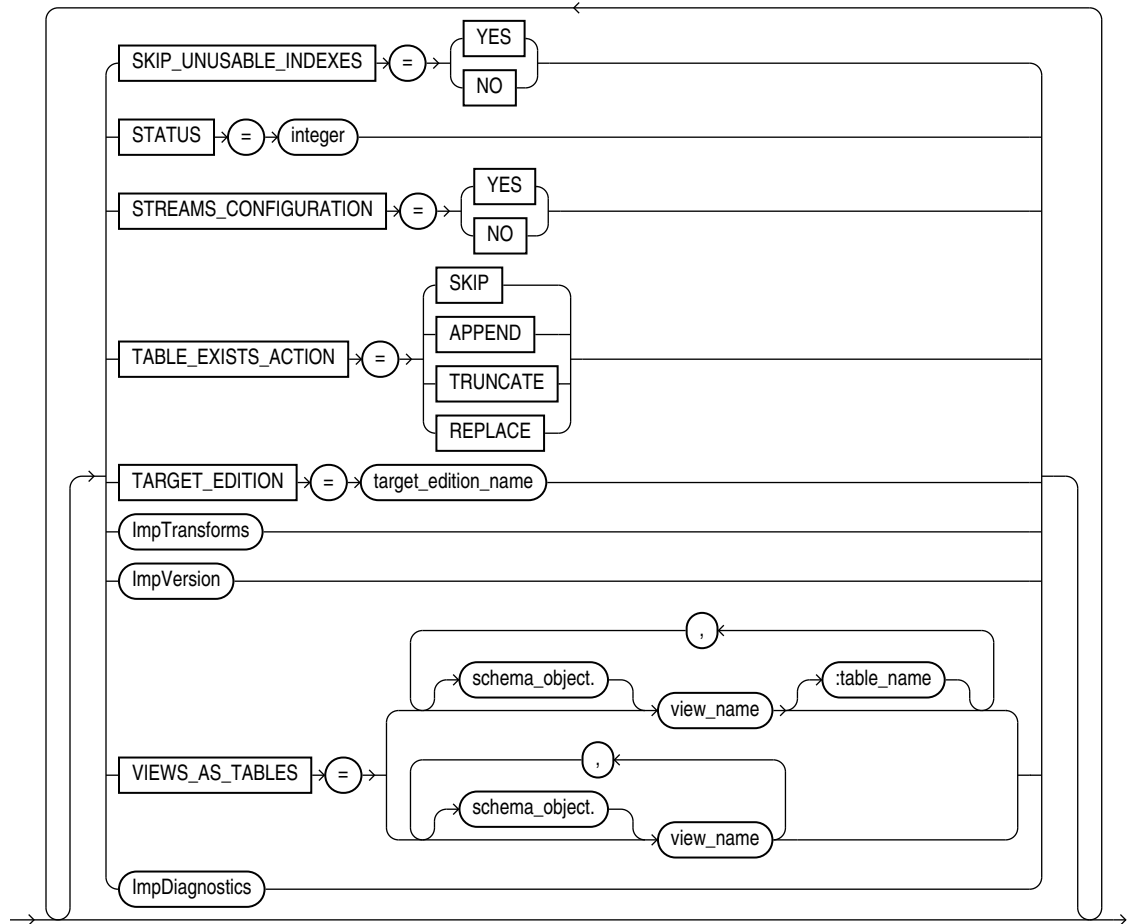 YES
SKIP_UNUSABLE_INDEXES =
NO
STATUS = integer
YES
STREAMS_CONFIGURATION =
NO
SKIP
APPEND
TABLE_EXISTS_ACTION =
TRUNCATE
REPLACE
TARGET_EDITION = target_edition_name
ImpTransforms
ImpVersion
,
schema_object. :table_name
view_name
,
VIEWS_AS_TABLES =
schema_object.
view_name
ImpDiagnostics